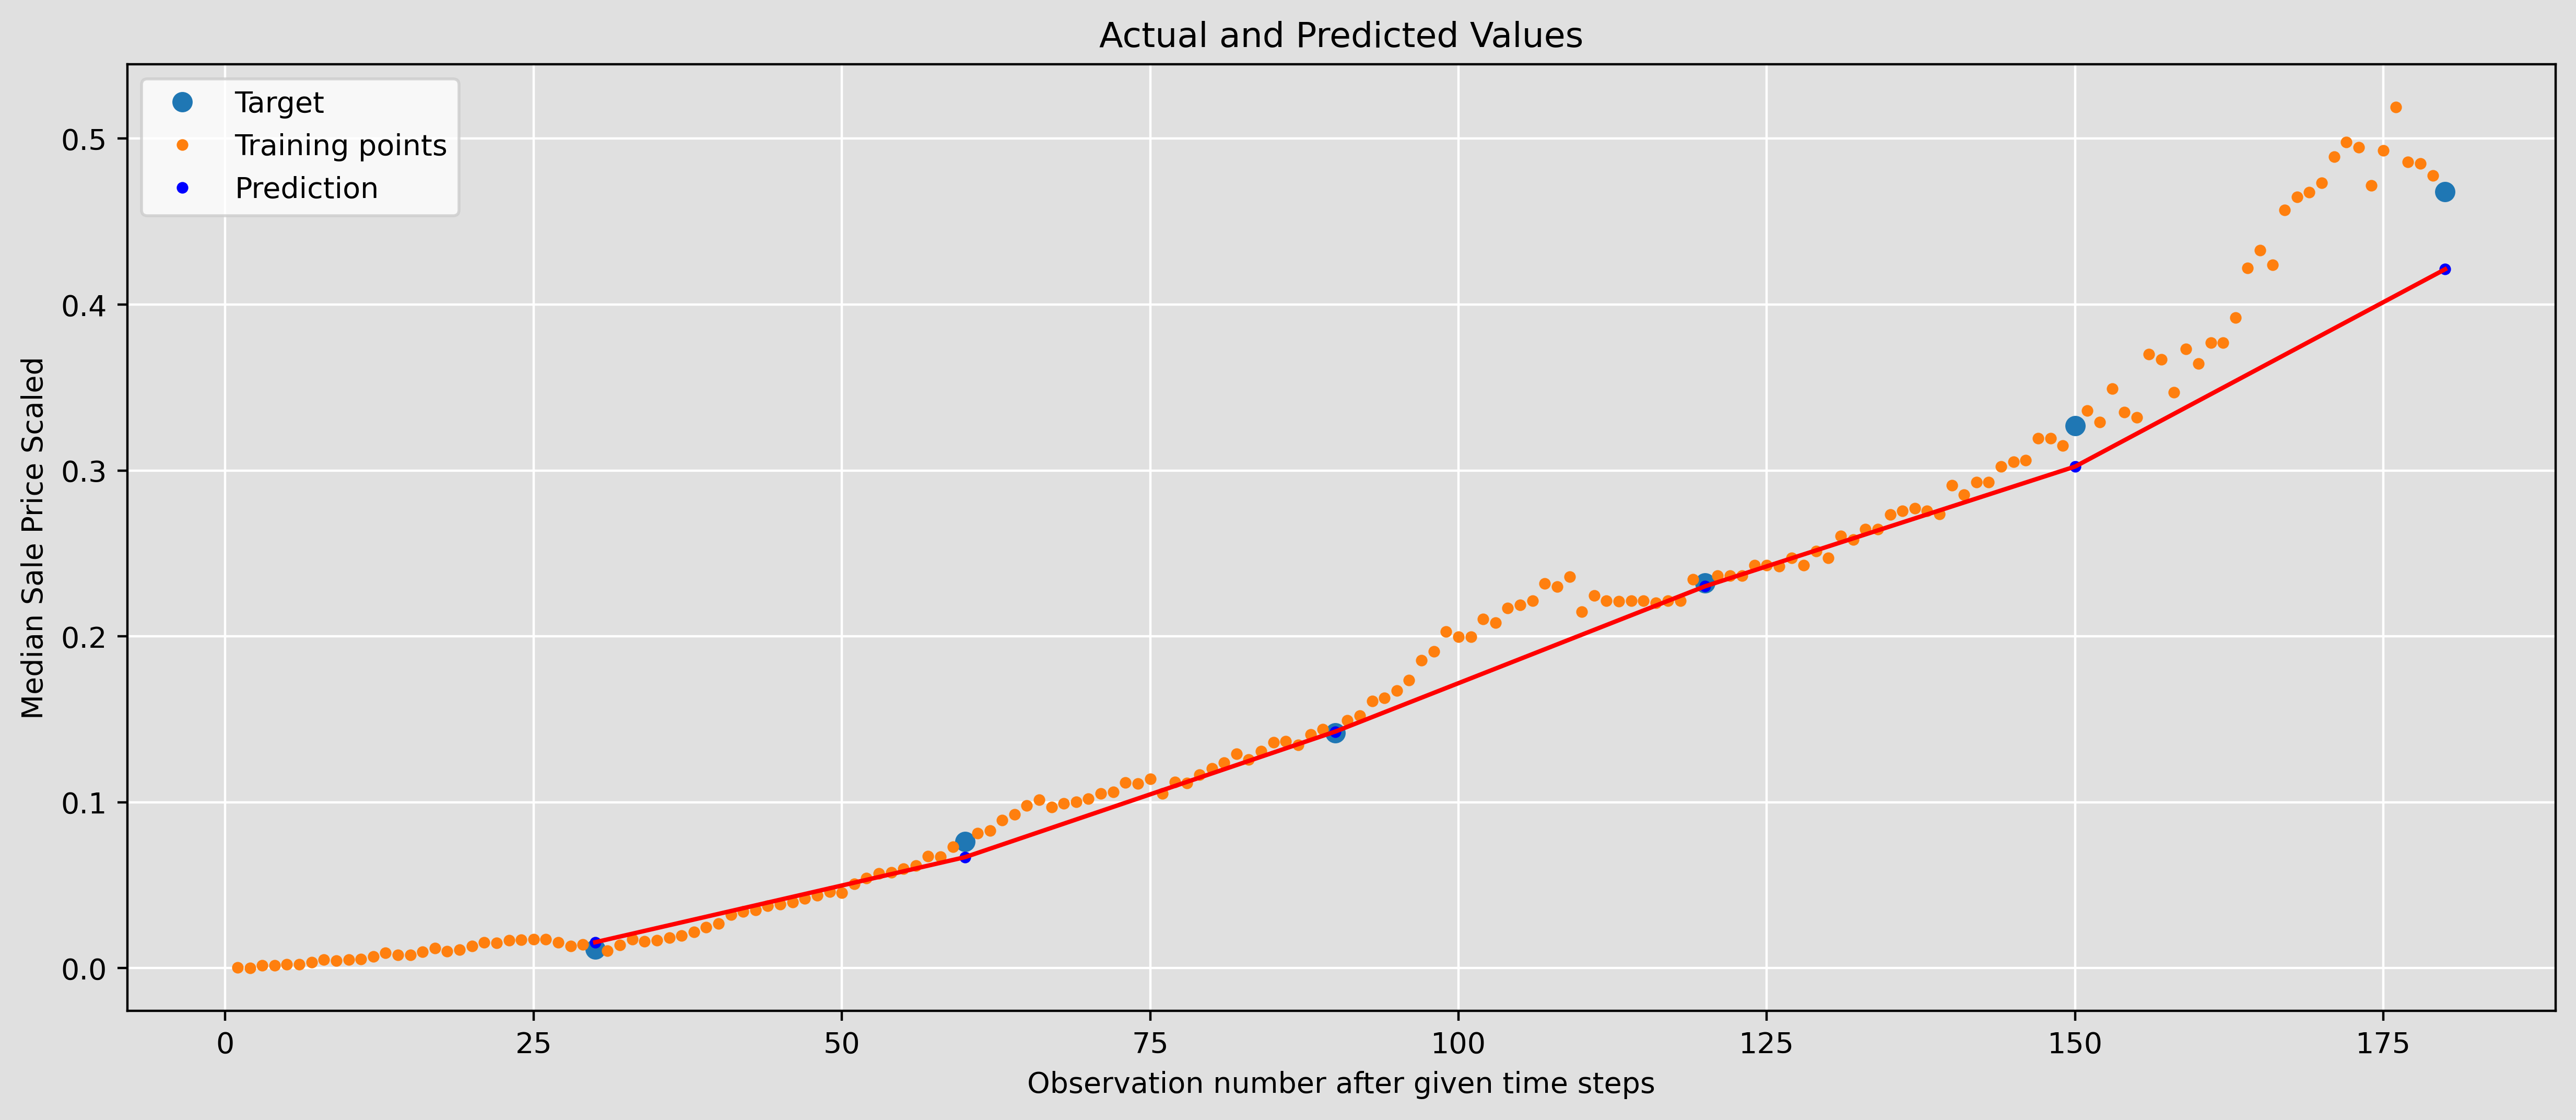 Actual and Predicted Values
Target
Training points
Prediction
Median Sale Price Scaled
0.5
0.4
0.3
0.2
0.1
0.0
0 25 50 75 100 125 150 175
Observation number after given time steps